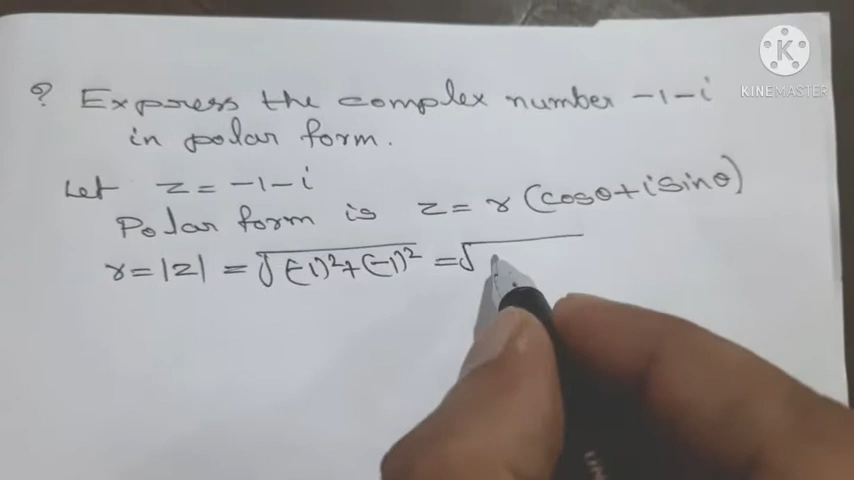 ? Express the complex number -1-i
in polar form.
Let z = -1-i
Polar form is z = r (cosθ + i sinθ)
r = |z| = √(-1)²+(-1)² = √
K
KINEMASTER